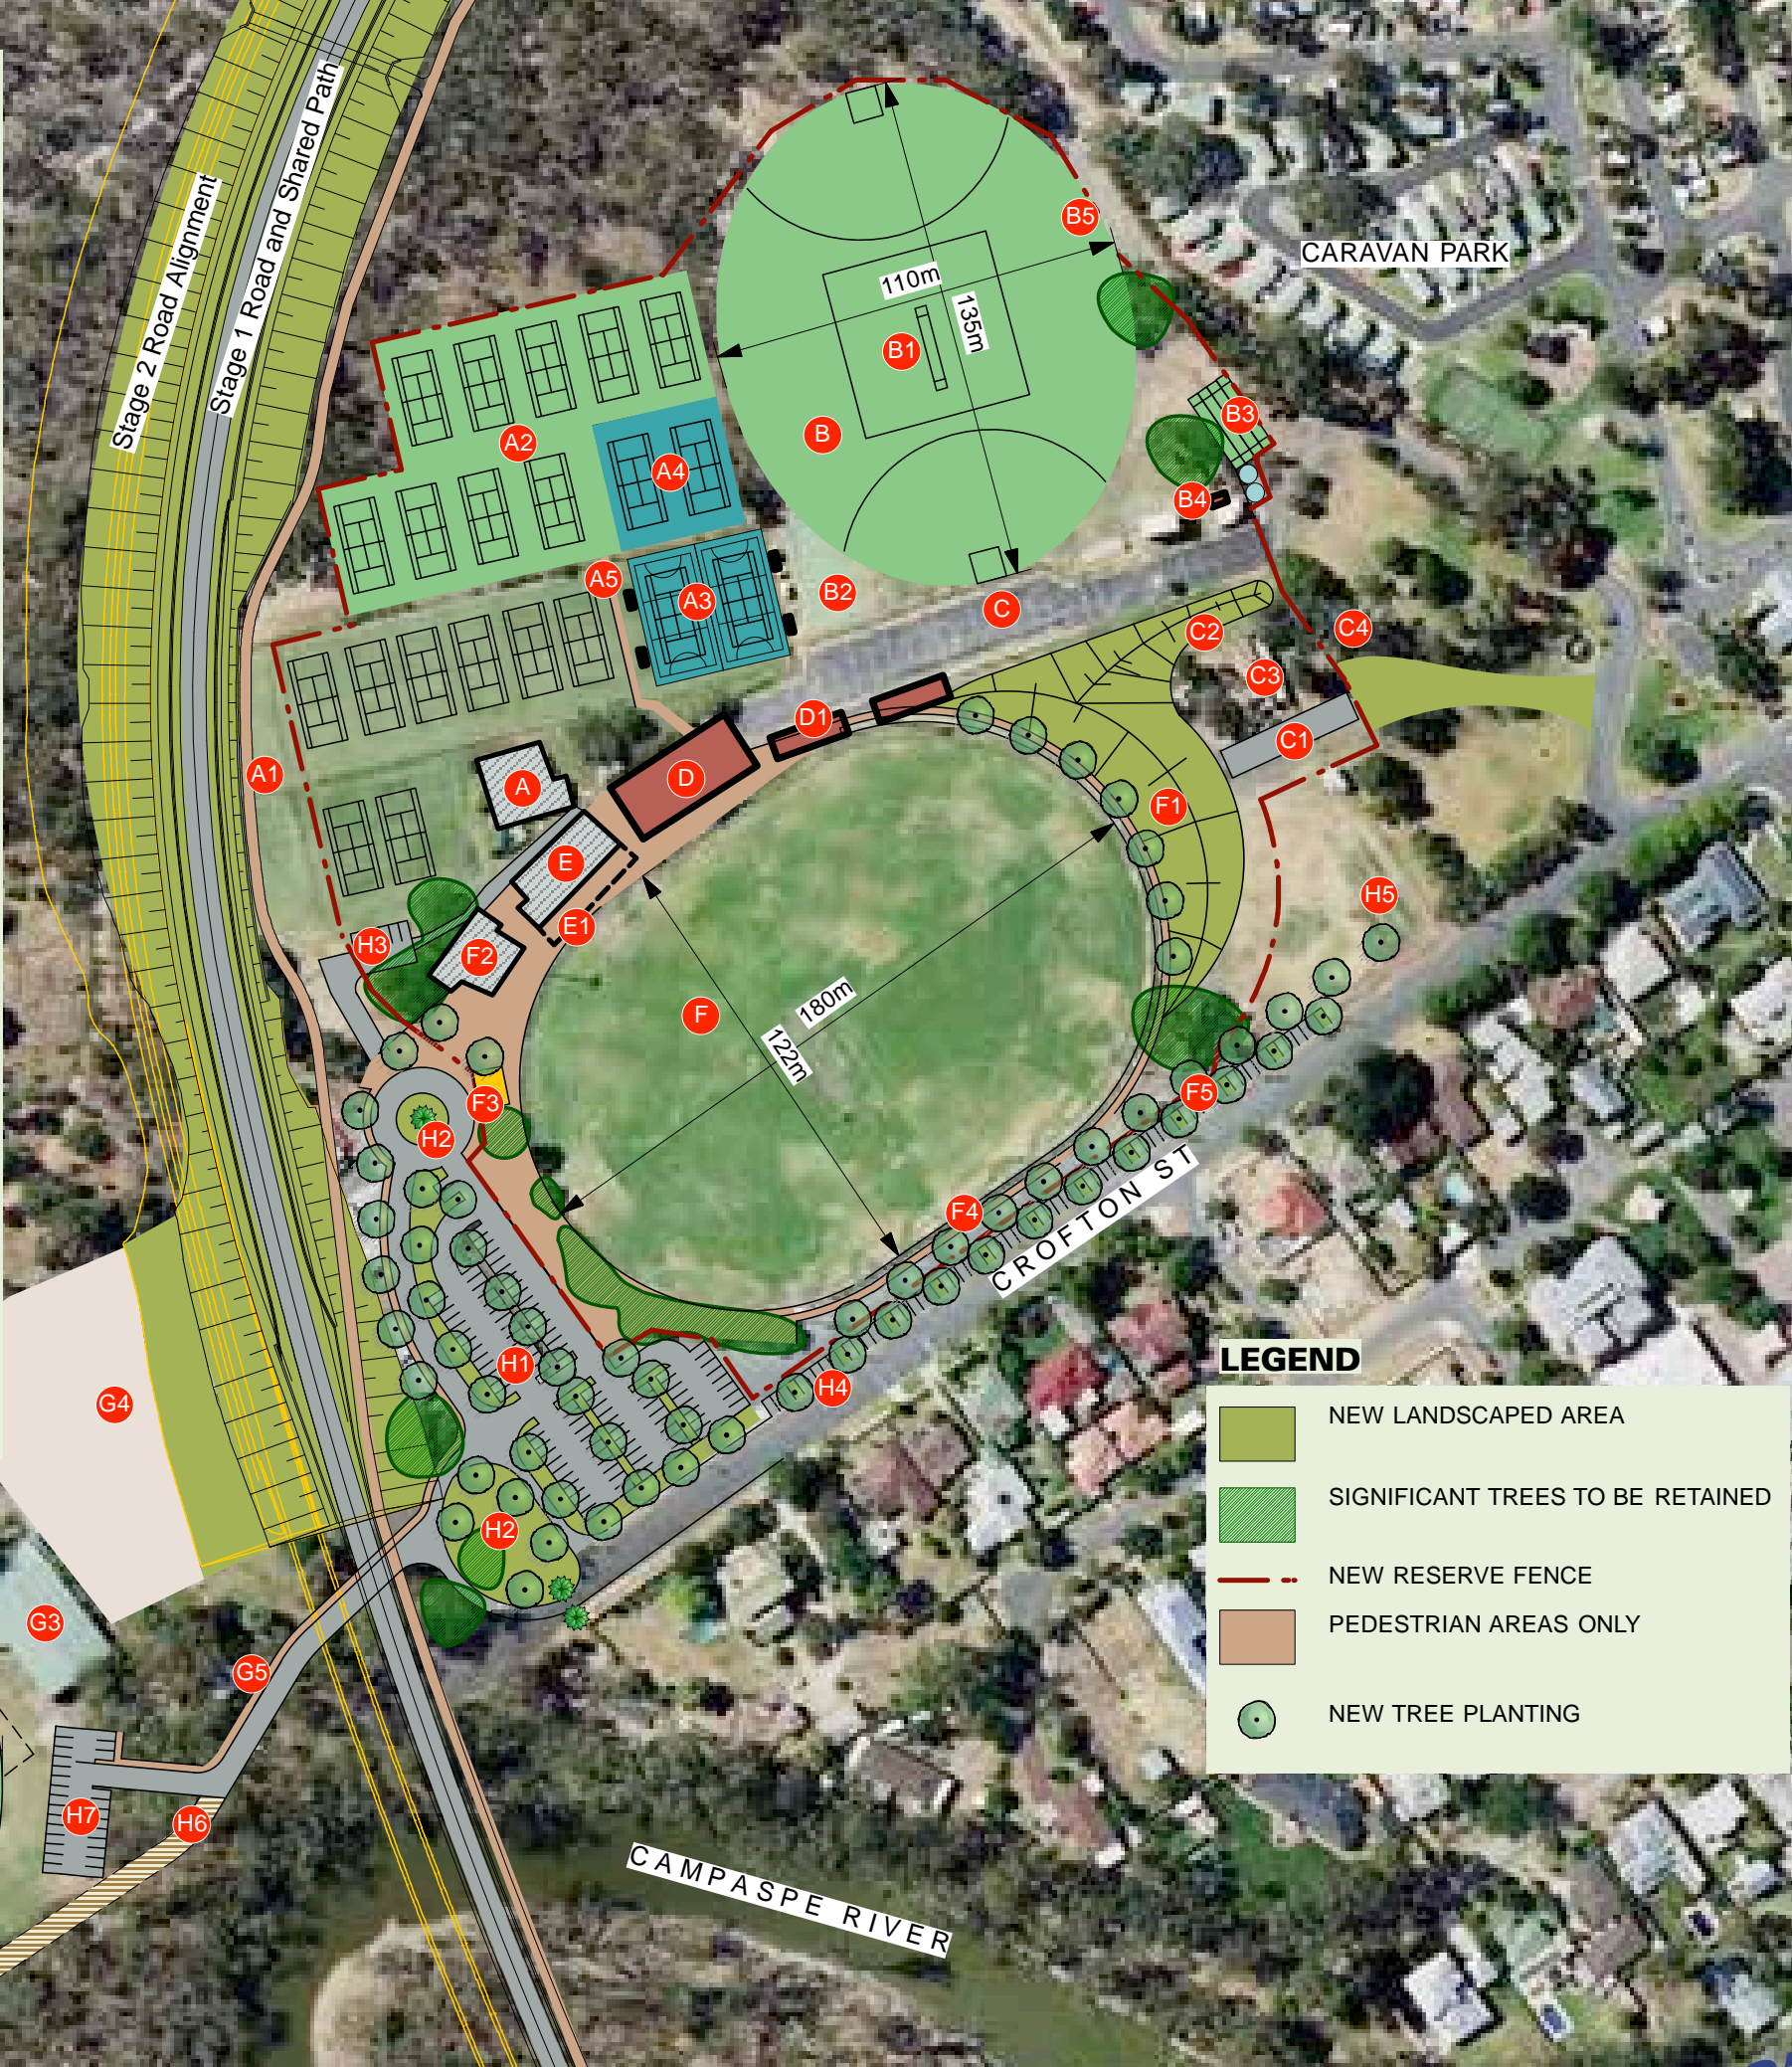 Stage 2 Road Alignment
Stage 1 Road and Shared Path
CARAVAN PARK
B5
110m
135m
B1
B
B3
B4
A2
A4
A5
A3
B2
C
C2
C4
C3
C1
A1
D1
D
A
E
E1
F1
H5
H3
F2
F
180m
122m
F3
H2
F5
F4
CROFTON ST
H1
H4
G4
H2
G3
G5
H7
H6
CAMPASPE RIVER
LEGEND
NEW LANDSCAPED AREA
SIGNIFICANT TREES TO BE RETAINED
NEW RESERVE FENCE
PEDESTRIAN AREAS ONLY
NEW TREE PLANTING